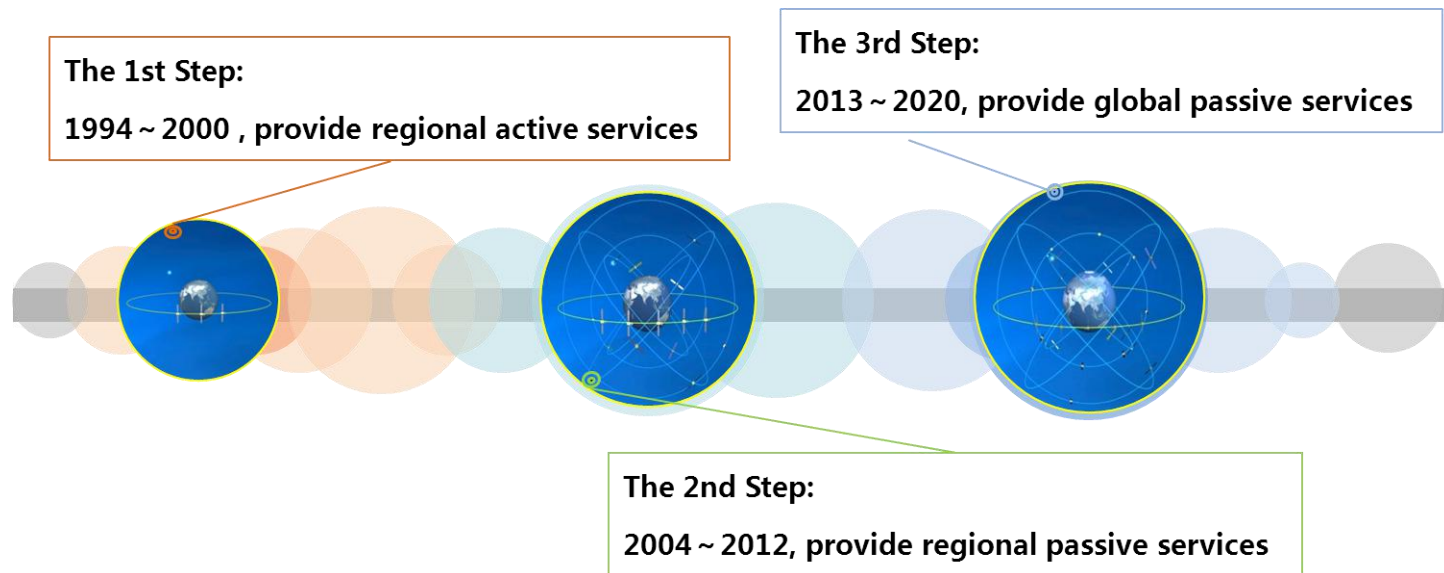 The 1st Step:
1994～2000 , provide regional active services
The 3rd Step:
2013～2020, provide global passive services
The 2nd Step:
2004～2012, provide regional passive services